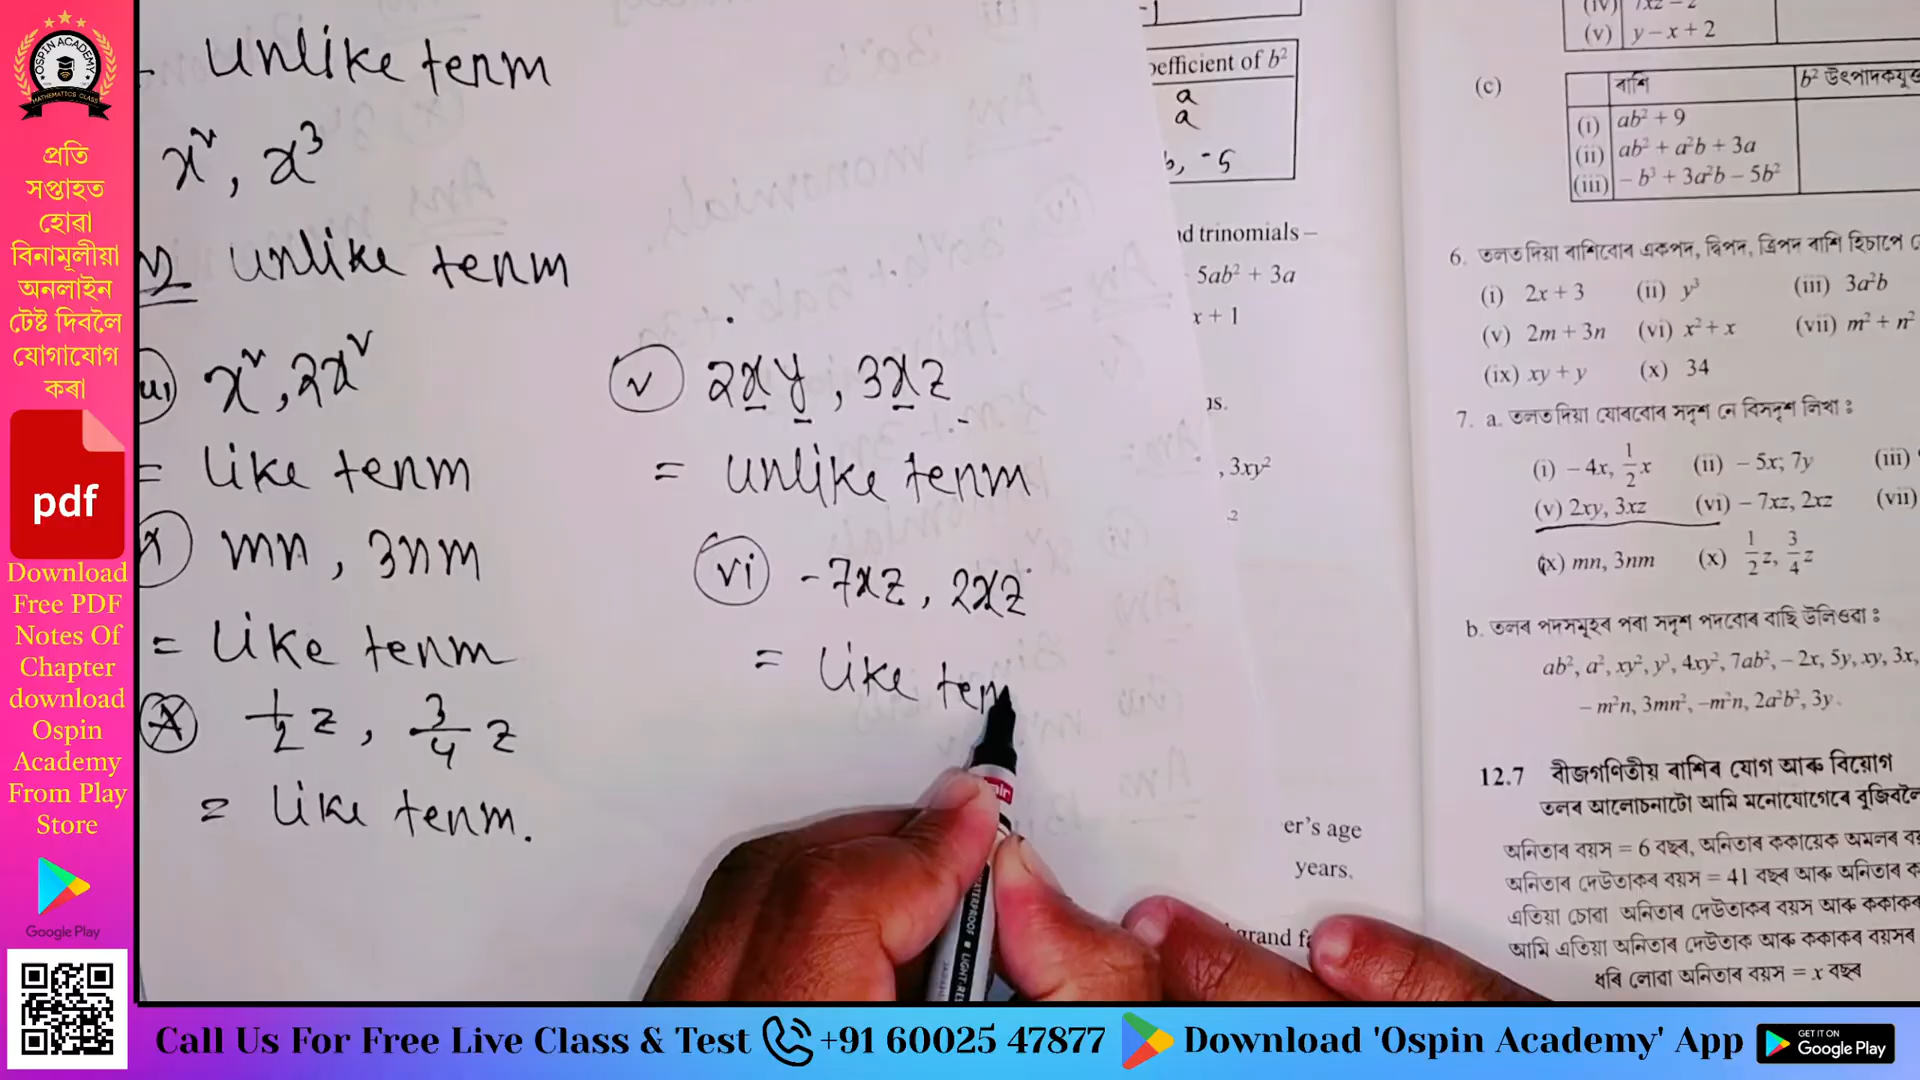 OSPIN ACADEMY
MATHEMATICS CLASS
প্ৰতি
সপ্তাহত
হোৱা
বিনামূলীয়া
অনলাইন
টেষ্ট দিবলৈ
যোগাযোগ
কৰা
pdf
Download
Free PDF
Notes Of
Chapter
download
Ospin
Academy
From Play
Store
Google Play
unlike term
x², x³
unlike term
x², 2x²
= like term
mn, 3nm
= like term
1/2 z, 3/4 z
= like term.
(v) 2xy, 3xz
= unlike term
(vi) -7xz, 2xz
= like term
oefficient of b²
a
a
b, -5
nd trinomials –
5ab² + 3a
x + 1
, 3xy²
er's age
years.
grand fa
(v) y – x + 2
(c) ৰাশি b² উৎপাদকযুক্ত
(i) ab² + 9
(ii) ab² + a²b + 3a
(iii) – b³ + 3a²b – 5b²
6. তলত দিয়া ৰাশিবোৰ একপদ, দ্বিপদ, ত্ৰিপদ ৰাশি হিচাপে
(i) 2x + 3 (ii) y³ (iii) 3a²b
(v) 2m + 3n (vi) x² + x (vii) m² + n²
(ix) xy + y (x) 34
7. a. তলত দিয়া যোৰবোৰ সদৃশ নে বিসদৃশ লিখা ঃ
(i) – 4x, 1/2 x (ii) – 5x, 7y (iii)
(v) 2xy, 3xz (vi) – 7xz, 2xz (vii)
(ix) mn, 3nm (x) 1/2 z, 3/4 z
b. তলৰ পদসমূহৰ পৰা সদৃশ পদবোৰ বাছি উলিওৱা ঃ
ab², a², xy², y³, 4xy², 7ab², – 2x, 5y, xy, 3x,
– m²n, 3mn², –m²n, 2a²b², 3y.
12.7 বীজগণিতীয় ৰাশিৰ যোগ আৰু বিয়োগ
তলৰ আলোচনাটো আমি মনোযোগেৰে বুজিবলৈ
অনিতাৰ বয়স = 6 বছৰ, অনিতাৰ ককায়েক অমলৰ
অনিতাৰ দেউতাকৰ বয়স = 41 বছৰ আৰু অনিতাৰ
এতিয়া চোৱা অনিতাৰ দেউতাকৰ বয়স আৰু ককাকৰ
আমি এতিয়া অনিতাৰ দেউতাক আৰু ককাকৰ বয়সৰ
ধৰি লোৱা অনিতাৰ বয়স = x বছৰ
Call Us For Free Live Class & Test +91 60025 47877 Download 'Ospin Academy' App GET IT ON Google Play